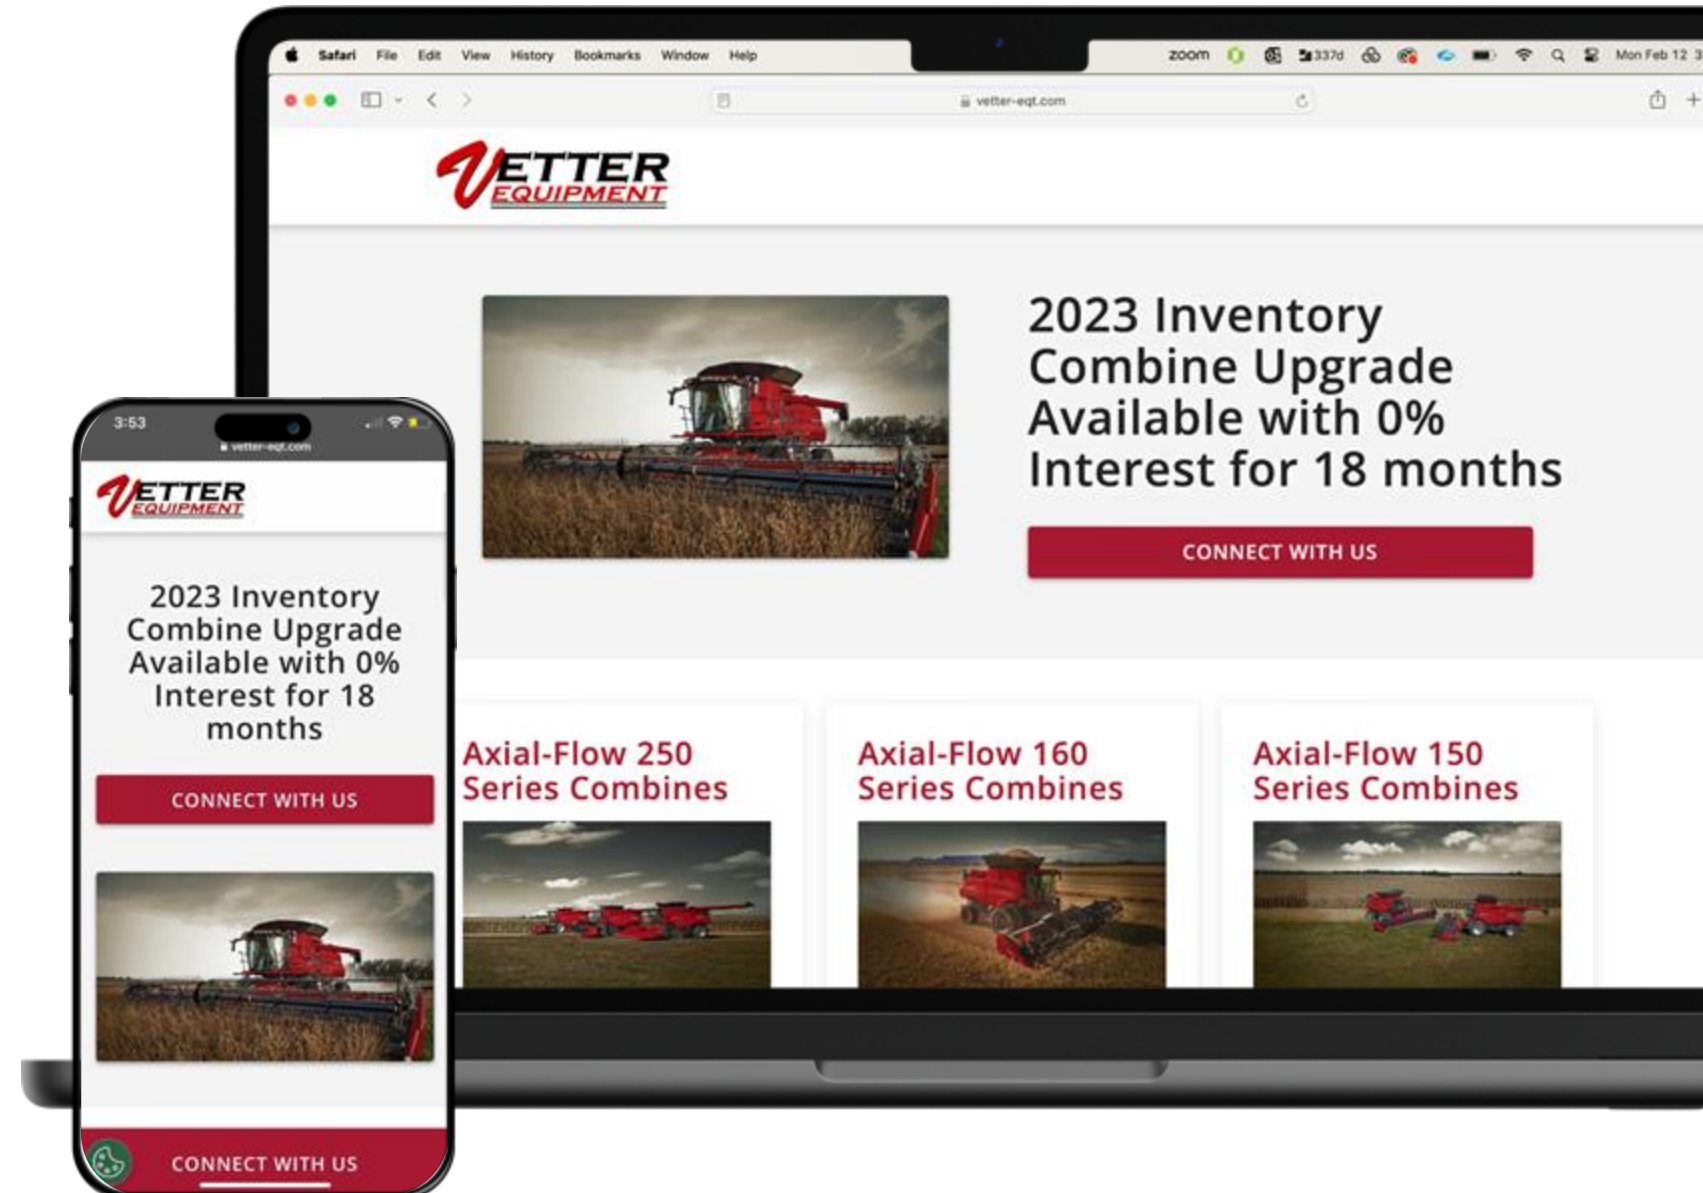 Safari File Edit View History Bookmarks Window Help
zoom 337d Mon Feb 12 3
vetter-eqt.com
VETTER
EQUIPMENT
2023 Inventory
Combine Upgrade
Available with 0%
Interest for 18 months
CONNECT WITH US
Axial-Flow 250
Series Combines
Axial-Flow 160
Series Combines
Axial-Flow 150
Series Combines
3:53
vetter-eqt.com
VETTER
EQUIPMENT
2023 Inventory
Combine Upgrade
Available with 0%
Interest for 18
months
CONNECT WITH US
CONNECT WITH US